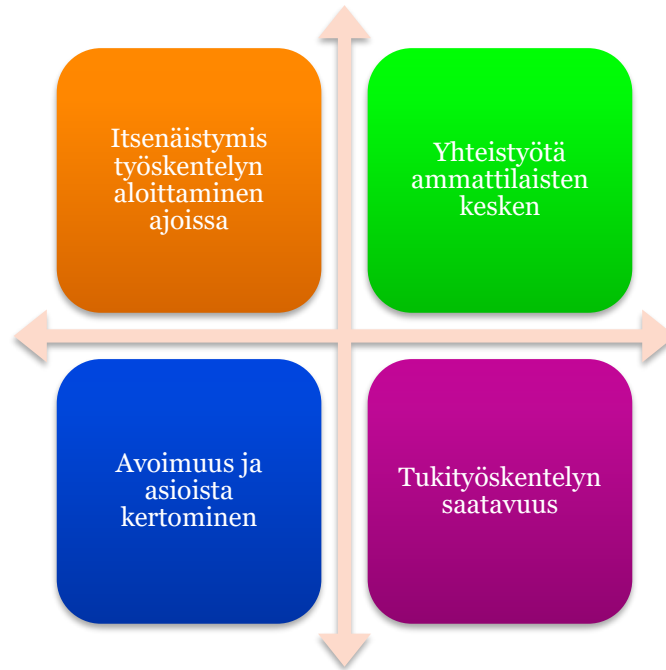 Itsenäistymis
työskentelyn
aloittaminen
ajoissa
Yhteistyötä
ammattilaisten
kesken
Avoimuus ja
asioista
kertominen
Tukityöskentelyn
saatavuus